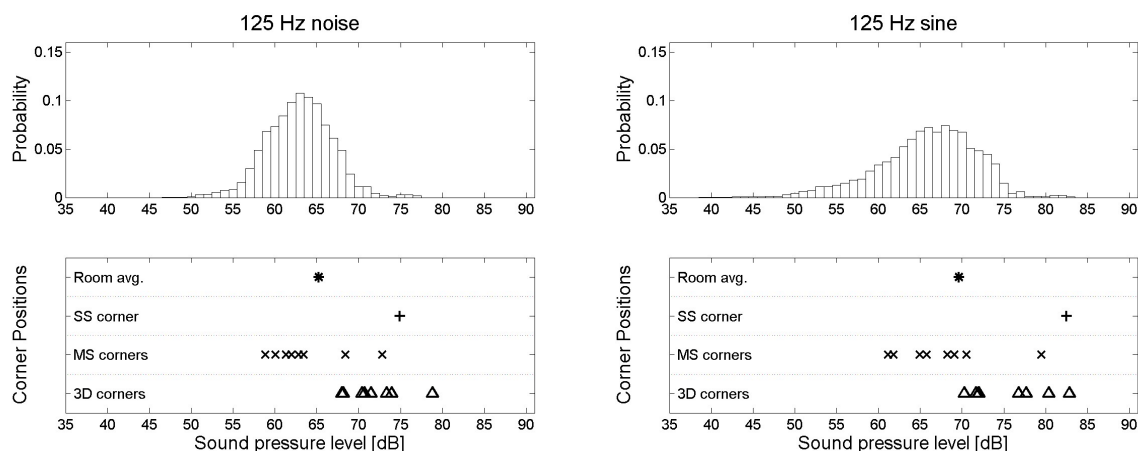 125 Hz noise
Probability
0.15
0.1
0.05
0
35 40 45 50 55 60 65 70 75 80 85 90
Corner Positions
Room avg.
SS corner
MS corners
3D corners
35 40 45 50 55 60 65 70 75 80 85 90
Sound pressure level [dB]
125 Hz sine
Probability
0.15
0.1
0.05
0
35 40 45 50 55 60 65 70 75 80 85 90
Corner Positions
Room avg.
SS corner
MS corners
3D corners
35 40 45 50 55 60 65 70 75 80 85 90
Sound pressure level [dB]